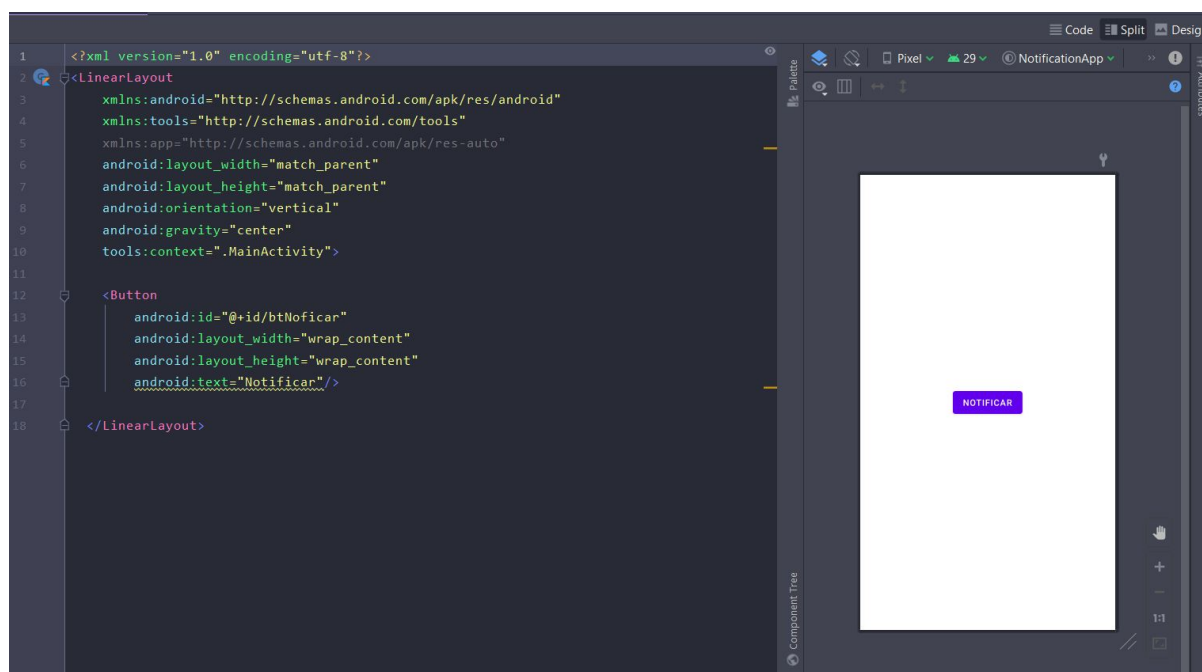 Code Split Desig
Palette
Pixel 29 NotificationApp
Attributes
1 <?xml version="1.0" encoding="utf-8"?>
2 <LinearLayout
3 xmlns:android="http://schemas.android.com/apk/res/android"
4 xmlns:tools="http://schemas.android.com/tools"
5 xmlns:app="http://schemas.android.com/apk/res-auto"
6 android:layout_width="match_parent"
7 android:layout_height="match_parent"
8 android:orientation="vertical"
9 android:gravity="center"
10 tools:context=".MainActivity">
11
12 <Button
13 android:id="@+id/btNoficar"
14 android:layout_width="wrap_content"
15 android:layout_height="wrap_content"
16 android:text="Notificar"/>
17
18 </LinearLayout>
NOTIFICAR
Component Tree
1:1